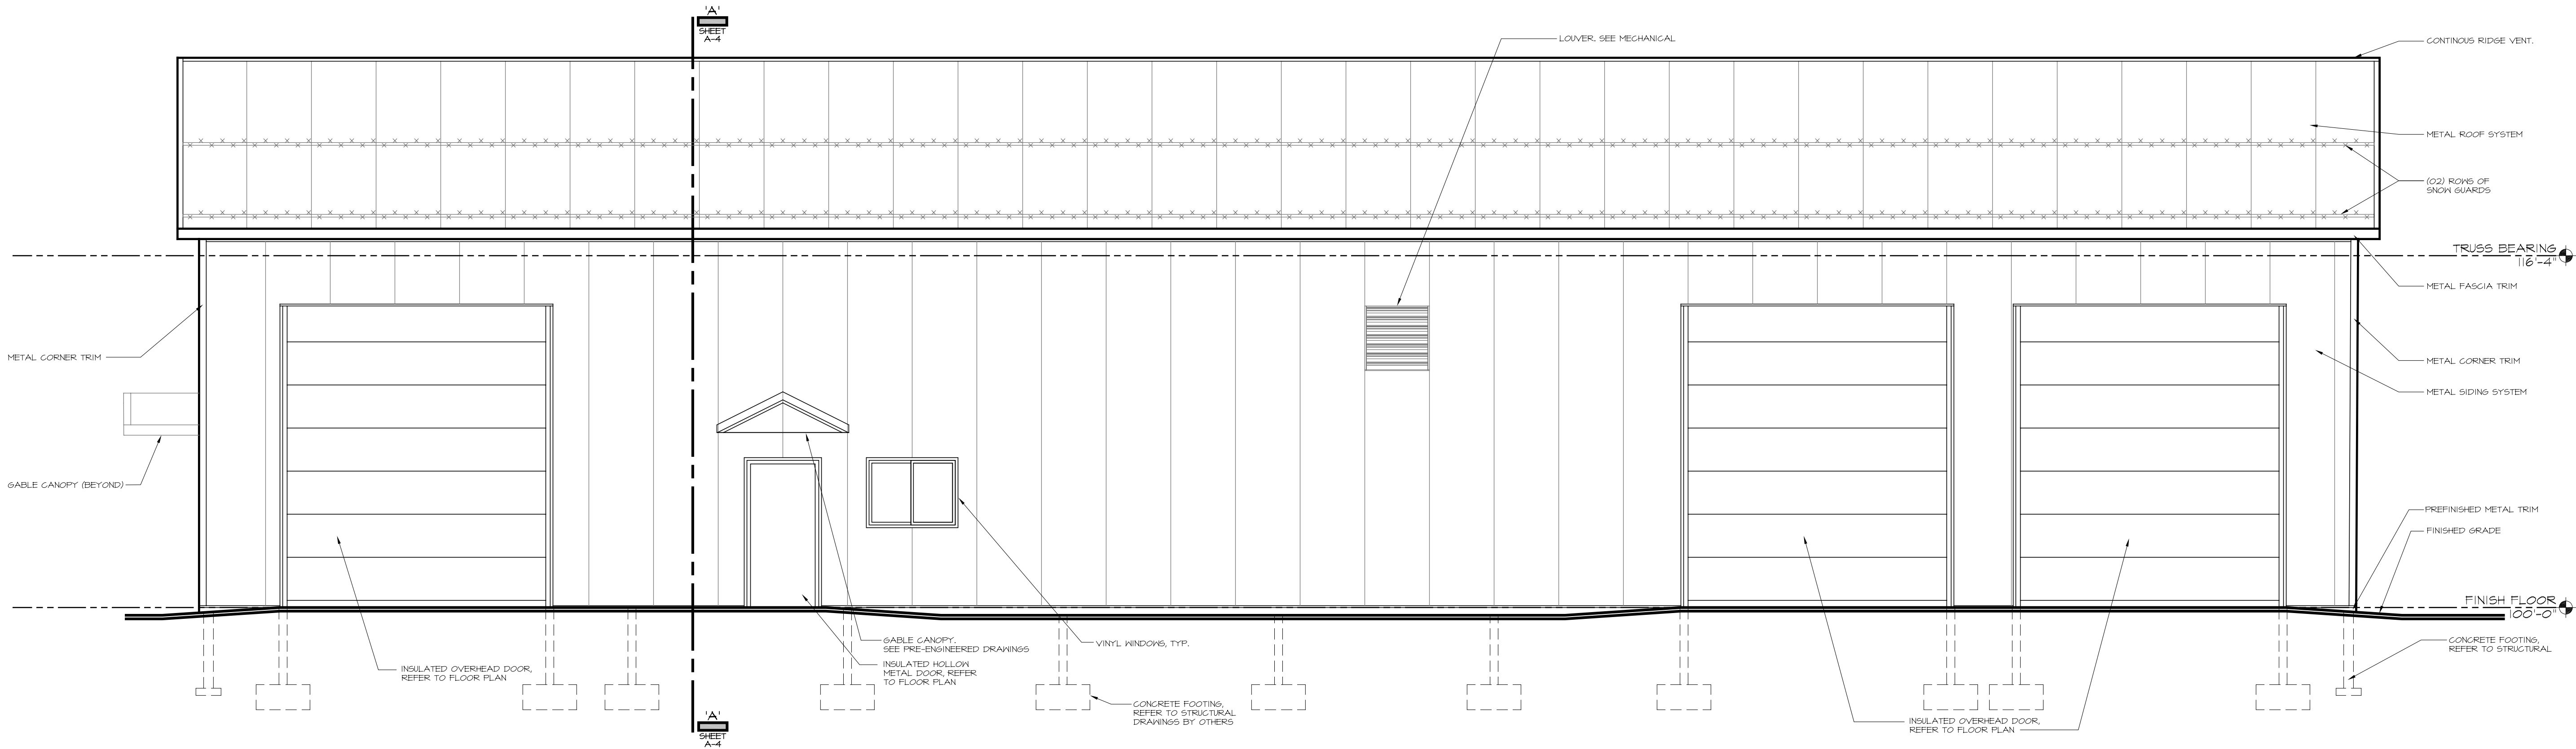 'A'
SHEET
A-4
LOUVER, SEE MECHANICAL
CONTINOUS RIDGE VENT.
METAL ROOF SYSTEM
(02) ROWS OF
SNOW GUARDS
TRUSS BEARING
116'-4"
METAL FASCIA TRIM
METAL CORNER TRIM
METAL CORNER TRIM
METAL SIDING SYSTEM
GABLE CANOPY (BEYOND)
PREFINISHED METAL TRIM
FINISHED GRADE
FINISH FLOOR
100'-0"
GABLE CANOPY.
SEE PRE-ENGINEERED DRAWINGS
VINYL WINDOWS, TYP.
CONCRETE FOOTING,
REFER TO STRUCTURAL
INSULATED OVERHEAD DOOR,
REFER TO FLOOR PLAN
INSULATED HOLLOW
METAL DOOR, REFER
TO FLOOR PLAN
CONCRETE FOOTING,
REFER TO STRUCTURAL
DRAWINGS BY OTHERS
INSULATED OVERHEAD DOOR,
REFER TO FLOOR PLAN
'A'
SHEET
A-4